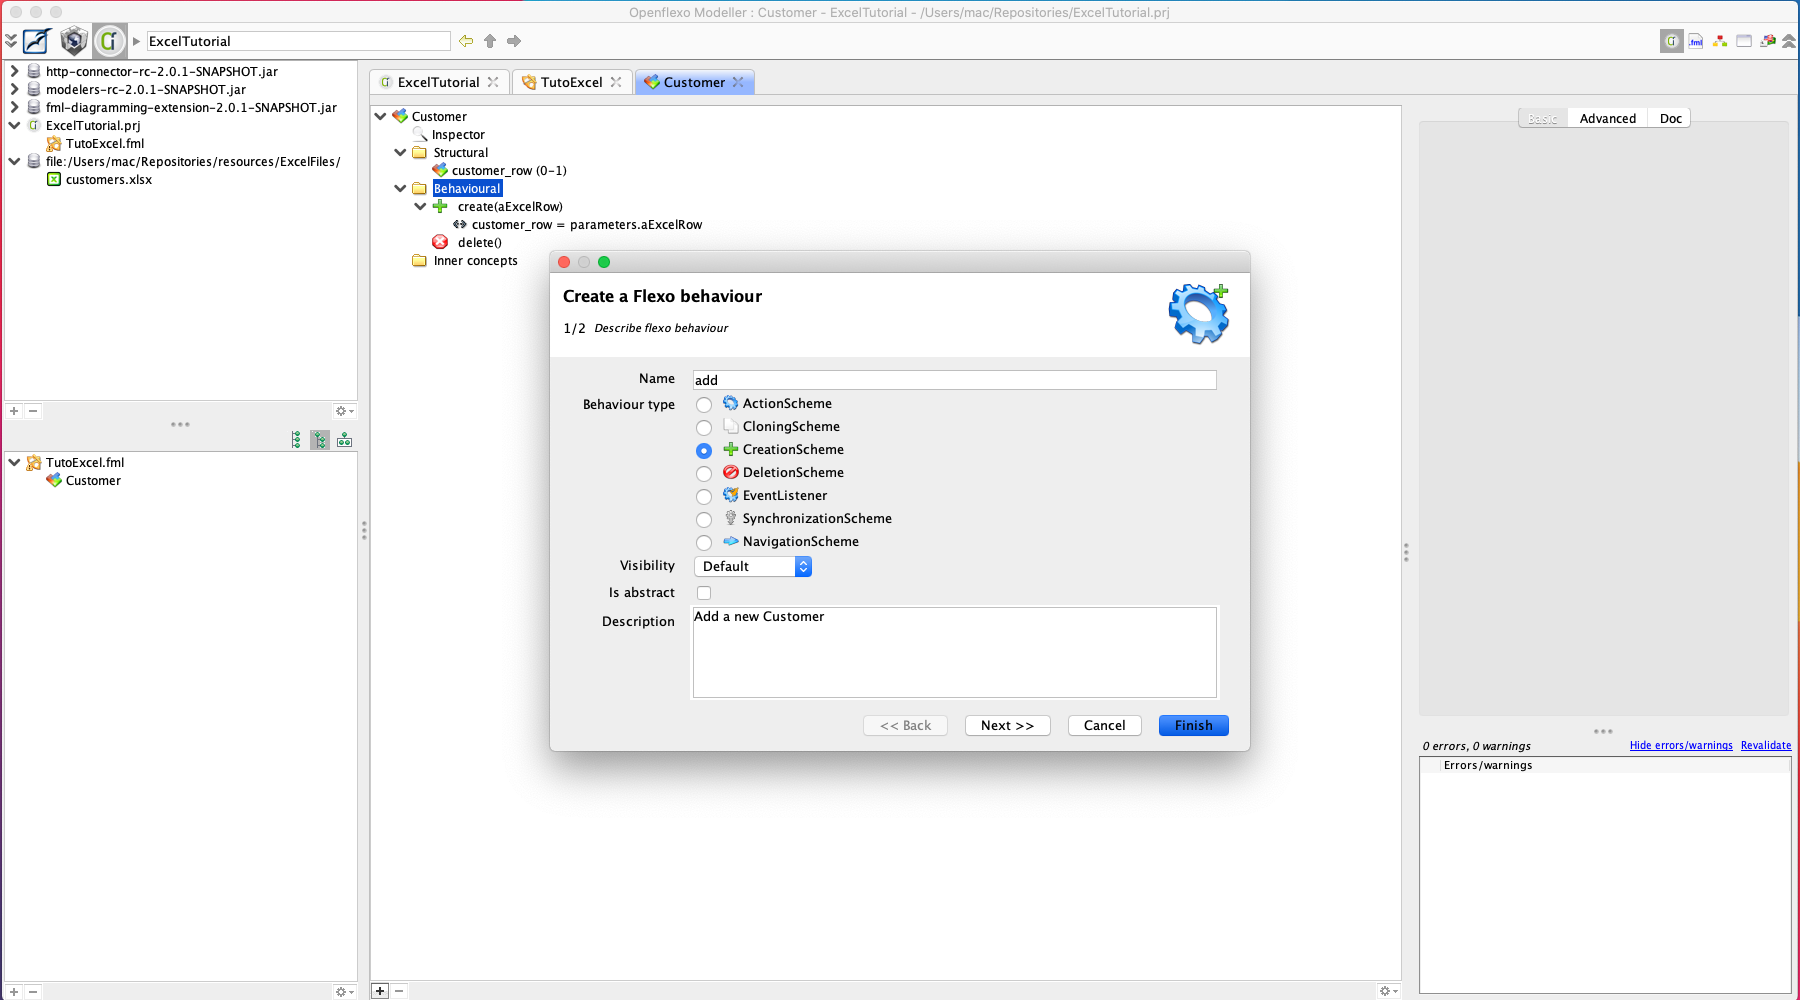 Openflexo Modeller : Customer - ExcelTutorial - /Users/mac/Repositories/ExcelTutorial.prj
ExcelTutorial
http-connector-rc-2.0.1-SNAPSHOT.jar
modelers-rc-2.0.1-SNAPSHOT.jar
fml-diagramming-extension-2.0.1-SNAPSHOT.jar
ExcelTutorial.prj
TutoExcel.fml
file:/Users/mac/Repositories/resources/ExcelFiles/
customers.xlsx
TutoExcel.fml
Customer
ExcelTutorial
TutoExcel
Customer
Customer
Inspector
Structural
customer_row (0-1)
Behavioural
create(aExcelRow)
customer_row = parameters.aExcelRow
delete()
Inner concepts
Create a Flexo behaviour
1/2 Describe flexo behaviour
Name add
Behaviour type
ActionScheme
CloningScheme
CreationScheme
DeletionScheme
EventListener
SynchronizationScheme
NavigationScheme
Visibility Default
Is abstract
Description
Add a new Customer
<< Back Next >> Cancel Finish
Basic Advanced Doc
0 errors, 0 warnings Hide errors/warnings Revalidate
Errors/warnings